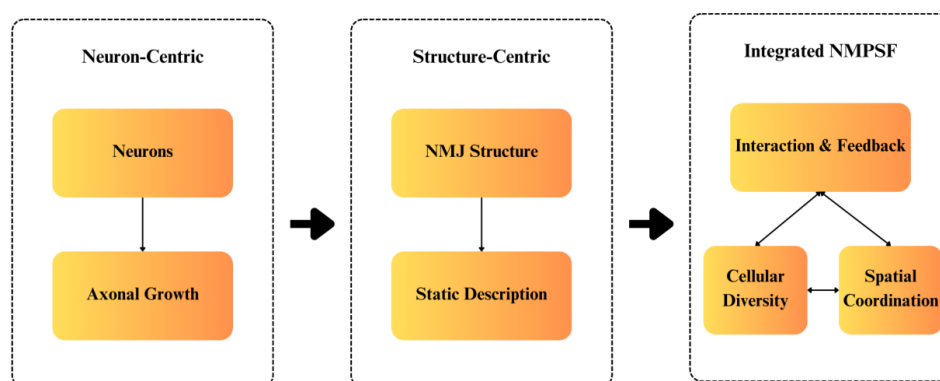 Neuron-Centric
Neurons
Axonal Growth
Structure-Centric
NMJ Structure
Static Description
Integrated NMPSF
Interaction & Feedback
Cellular
Diversity
Spatial
Coordination